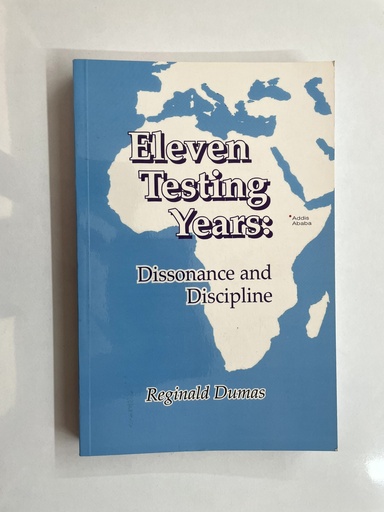 Eleven
Testing
Years:
Addis
Ababa
Dissonance and
Discipline
Reginald Dumas